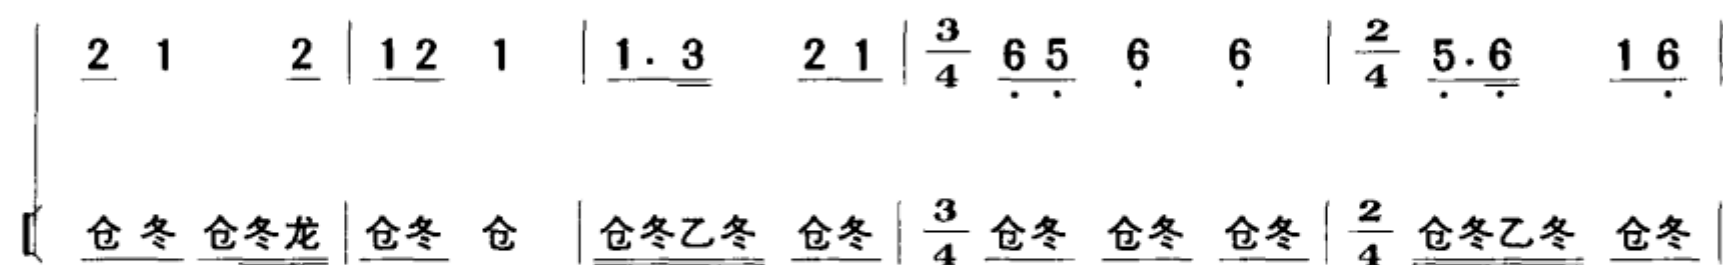 2 1 2 | 1 2 1 | 1 . 3 2 1 | 3/4 6 5 6 6 | 2/4 5 . 6 1 6 |
仓 冬 仓冬龙 | 仓冬 仓 | 仓冬乙冬 仓冬 | 3/4 仓冬 仓冬 仓冬 | 2/4 仓冬乙冬 仓冬 |